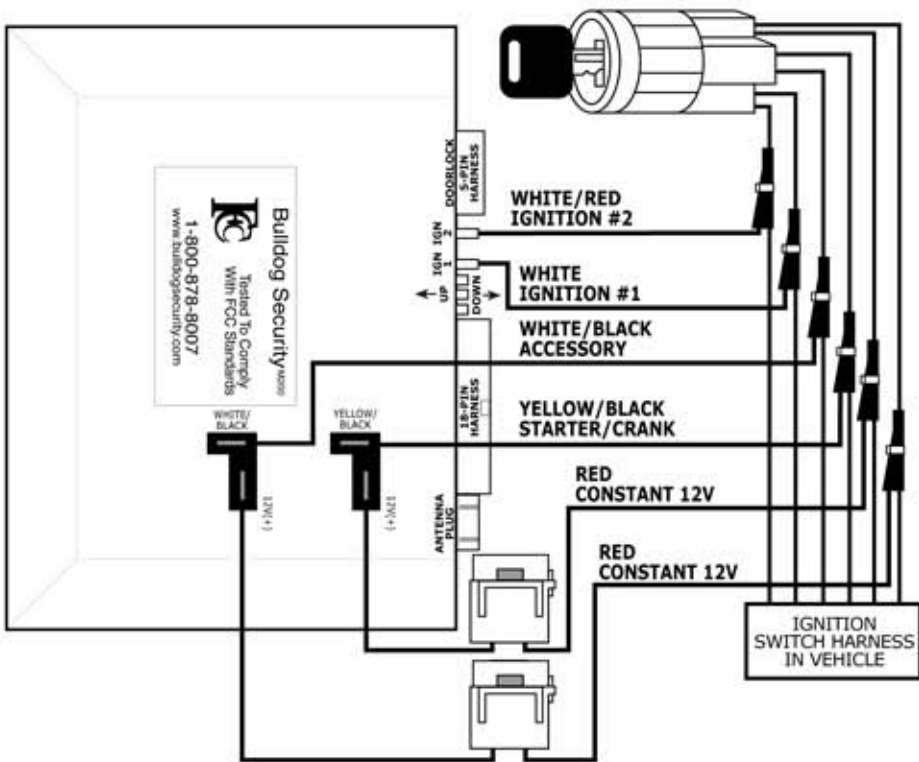 DOORLOCK
5-PIN
HARNESS
IGN
2
IGN
1
UP
DOWN
18-PIN
HARNESS
ANTENNA
PLUG
Bulldog Security
FCC
Tested To Comply
With FCC Standards
1-800-878-8007
www.bulldogsecurity.com
WHITE/
BLACK
12V(+)
YELLOW/
BLACK
12V(+)
WHITE/RED
IGNITION #2
WHITE
IGNITION #1
WHITE/BLACK
ACCESSORY
YELLOW/BLACK
STARTER/CRANK
RED
CONSTANT 12V
RED
CONSTANT 12V
IGNITION
SWITCH HARNESS
IN VEHICLE